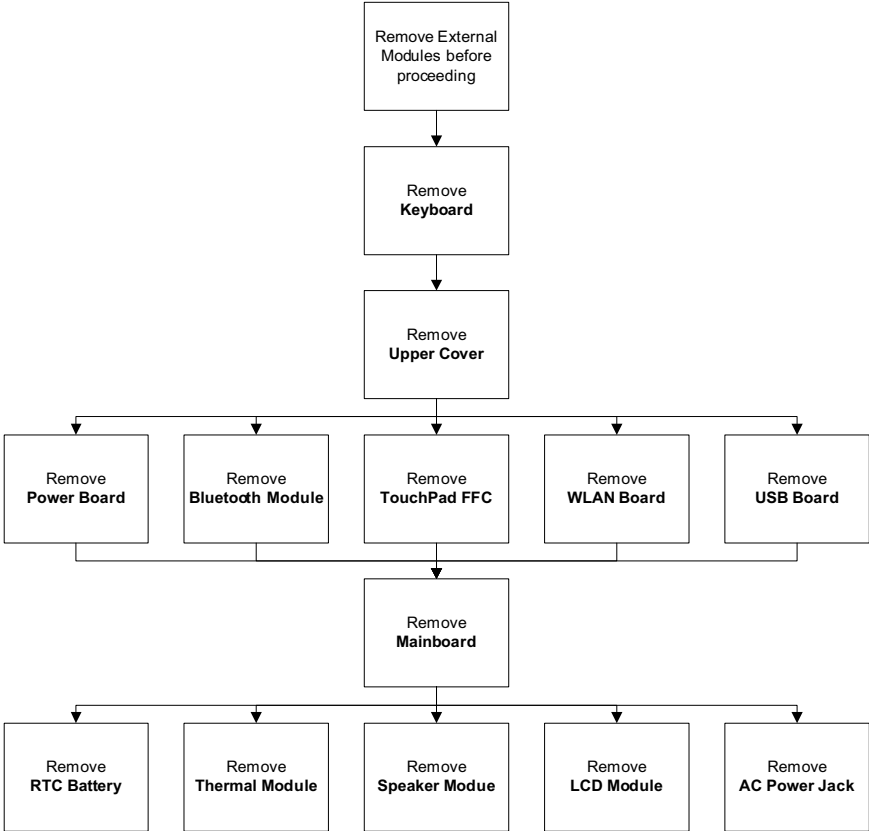 Remove External
Modules before
proceeding
Remove
Keyboard
Remove
Upper Cover
Remove
Power Board
Remove
Bluetooth Module
Remove
TouchPad FFC
Remove
WLAN Board
Remove
USB Board
Remove
Mainboard
Remove
RTC Battery
Remove
Thermal Module
Remove
Speaker Modue
Remove
LCD Module
Remove
AC Power Jack